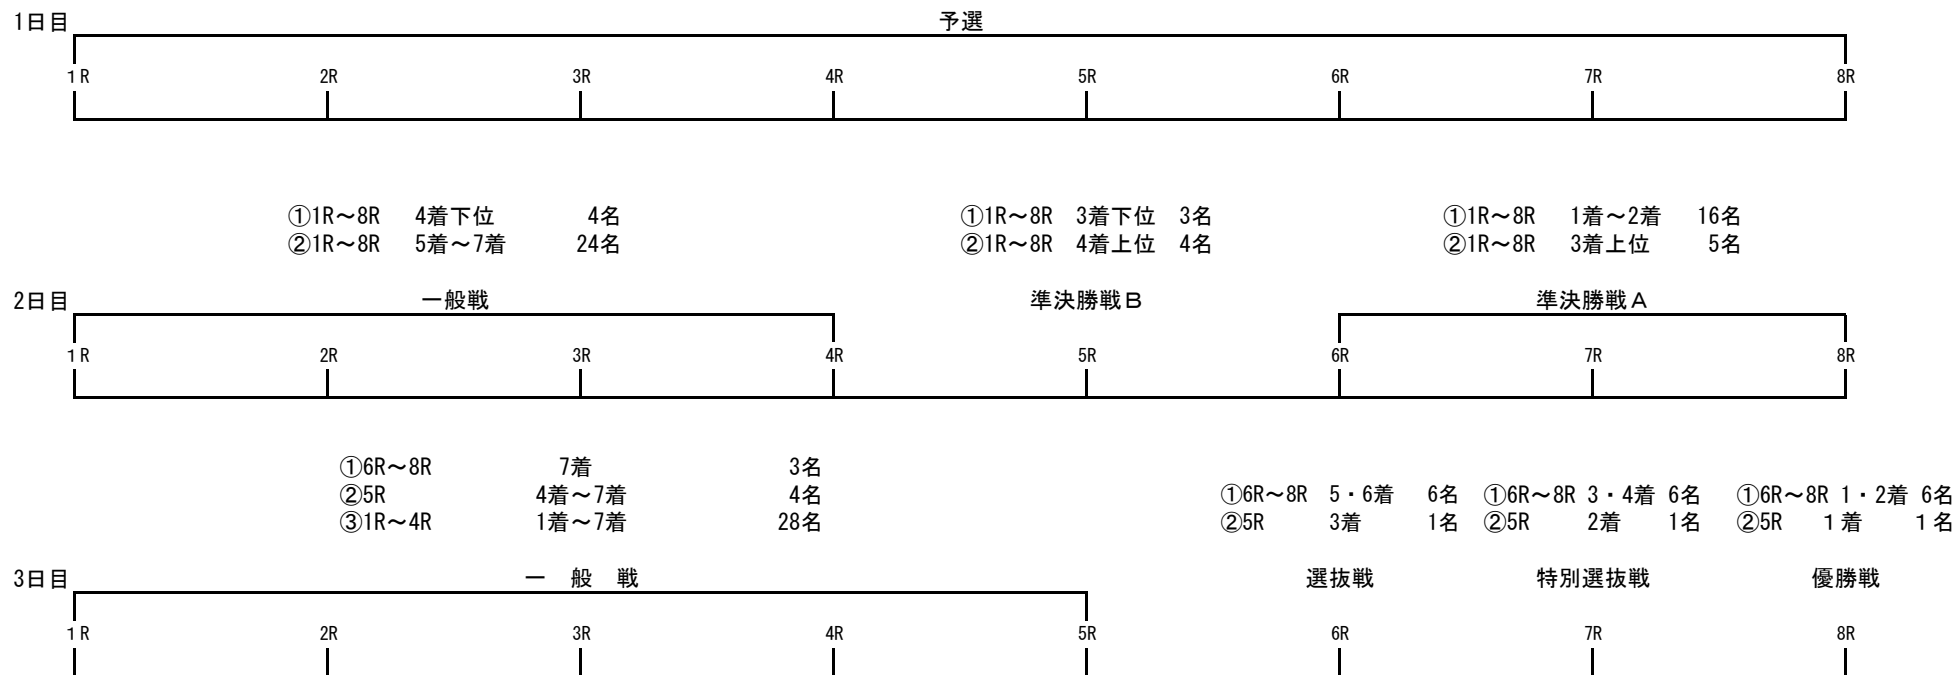 1日目 予選
1R 2R 3R 4R 5R 6R 7R 8R
①1R～8R 4着下位 4名 ①1R～8R 3着下位 3名 ①1R～8R 1着～2着 16名
②1R～8R 5着～7着 24名 ②1R～8R 4着上位 4名 ②1R～8R 3着上位 5名
2日目 一般戦 準決勝戦Ｂ 準決勝戦Ａ
1R 2R 3R 4R 5R 6R 7R 8R
①6R～8R 7着 3名
②5R 4着～7着 4名 ①6R～8R 5・6着 6名 ①6R～8R 3・4着 6名 ①6R～8R 1・2着 6名
③1R～4R 1着～7着 28名 ②5R 3着 1名 ②5R 2着 1名 ②5R 1着 1名
3日目 一 般 戦 選抜戦 特別選抜戦 優勝戦
1R 2R 3R 4R 5R 6R 7R 8R